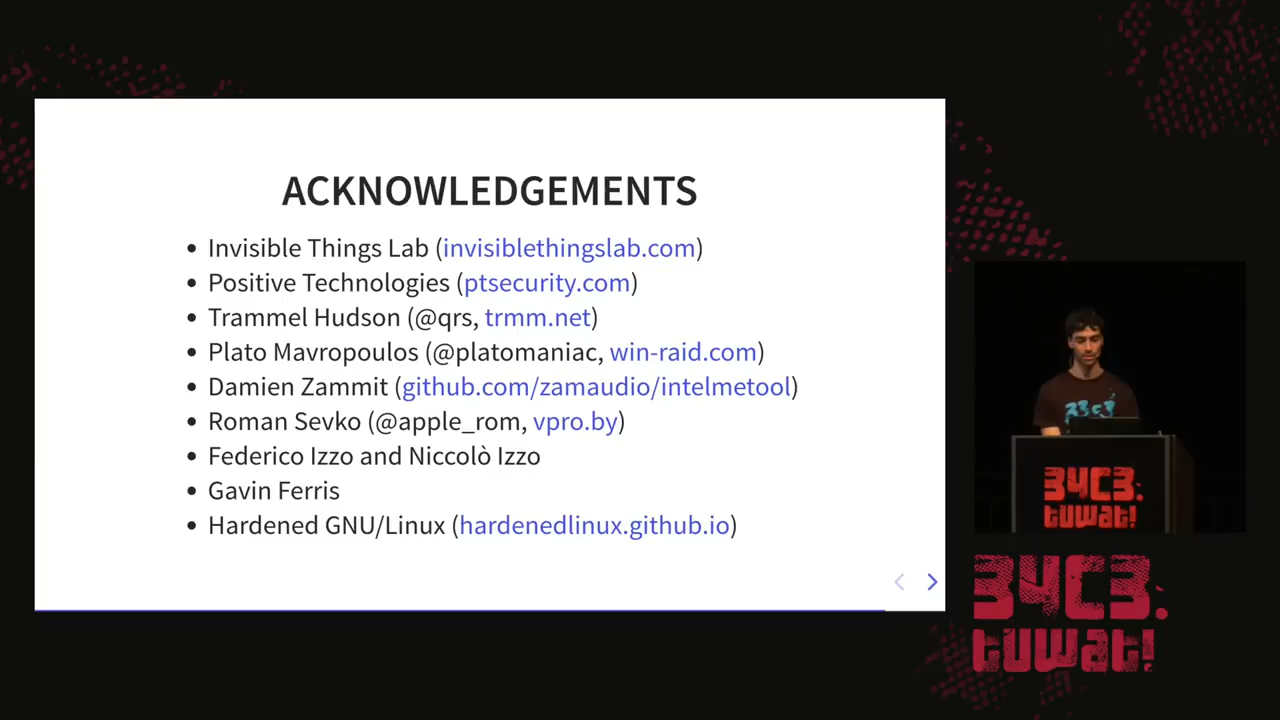 ACKNOWLEDGEMENTS
Invisible Things Lab (invisiblethingslab.com)
Positive Technologies (ptsecurity.com)
Trammel Hudson (@qrs, trmm.net)
Plato Mavropoulos (@platomaniac, win-raid.com)
Damien Zammit (github.com/zamaudio/intelmetool)
Roman Sevko (@apple_rom, vpro.by)
Federico Izzo and Niccolò Izzo
Gavin Ferris
Hardened GNU/Linux (hardenedlinux.github.io)
33c3
34C3.
tuwat!
34C3.
tuwat!